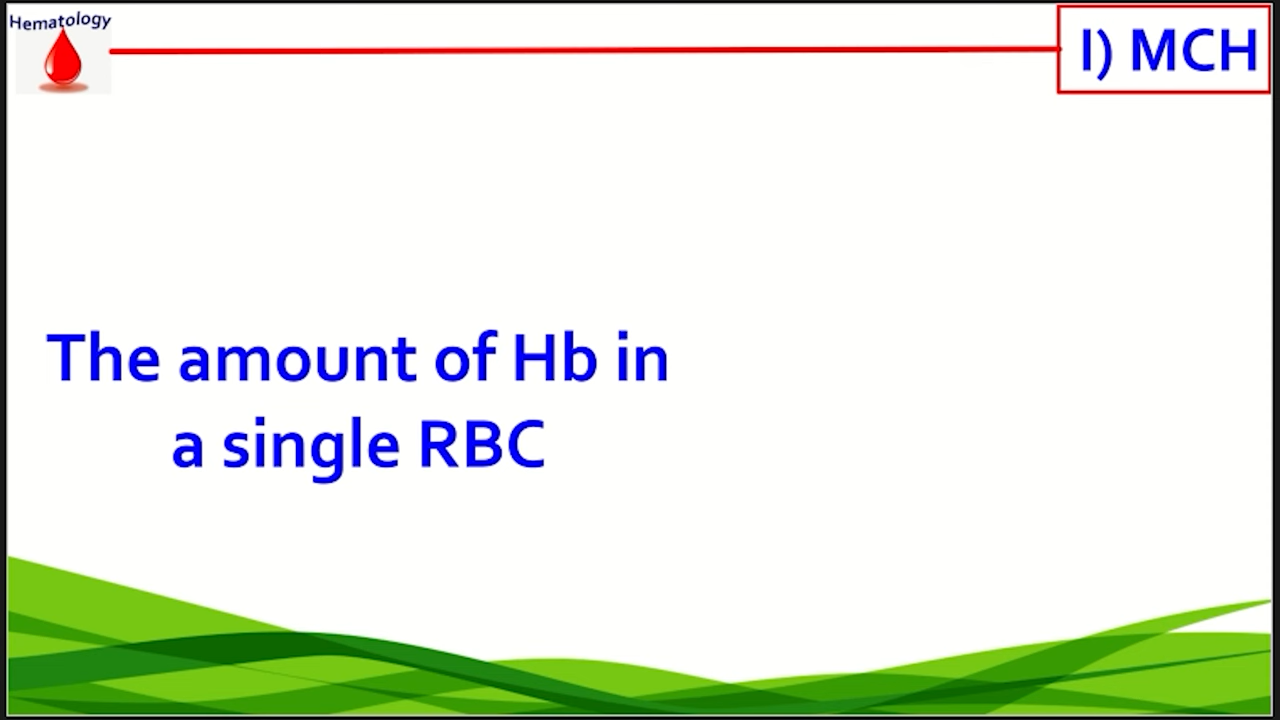 Hematology
I) MCH
The amount of Hb in
a single RBC